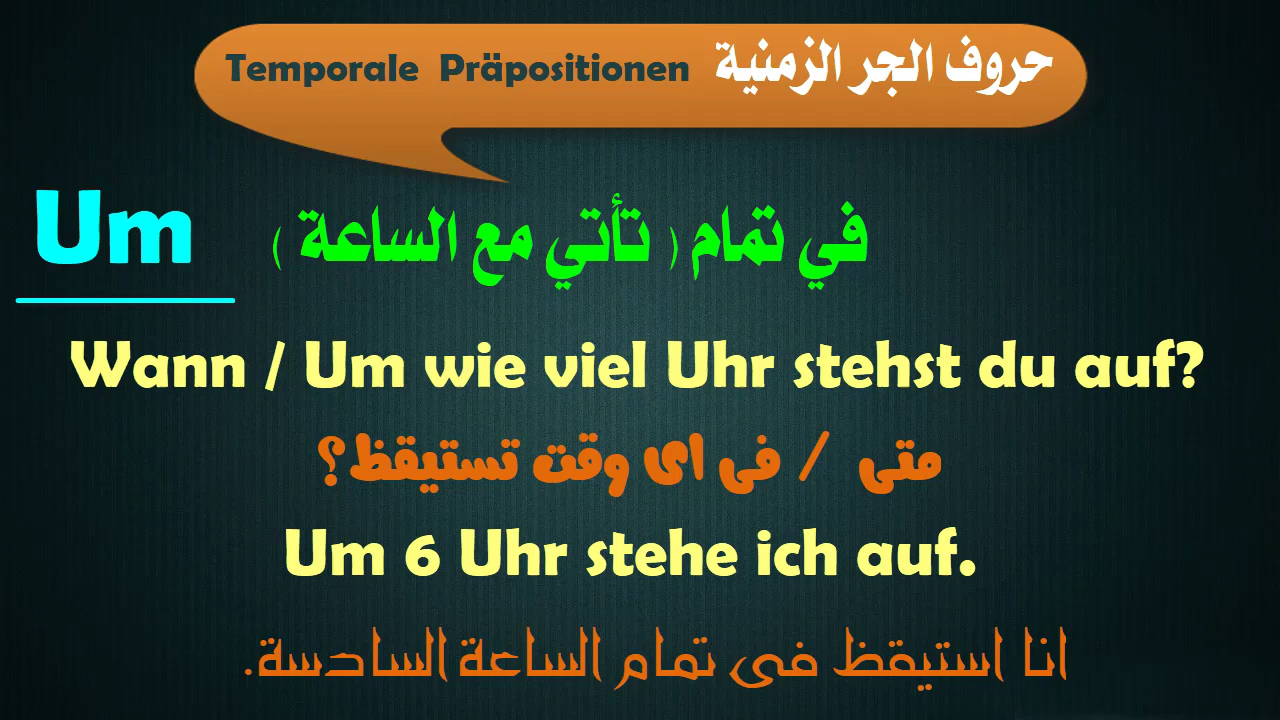 Temporale Präpositionen حروف الجر الزمنية
Um في تمام ( تأتي مع الساعة )
Wann / Um wie viel Uhr stehst du auf?
متى / فى اى وقت تستيقظ؟
Um 6 Uhr stehe ich auf.
انا استيقظ فى تمام الساعة السادسة.